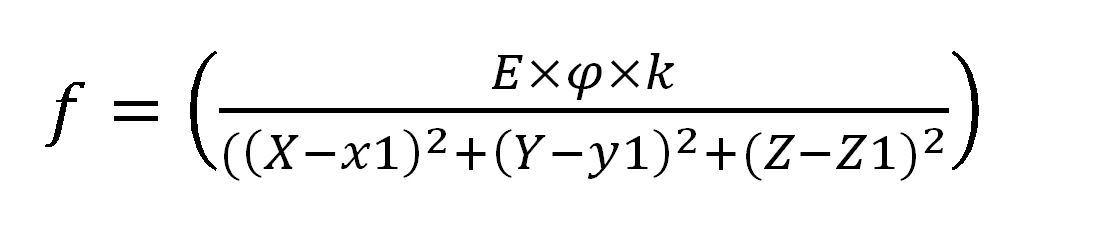 f = (E×φ×k / ((X−x1)²+(Y−y1)²+(Z−Z1)²)